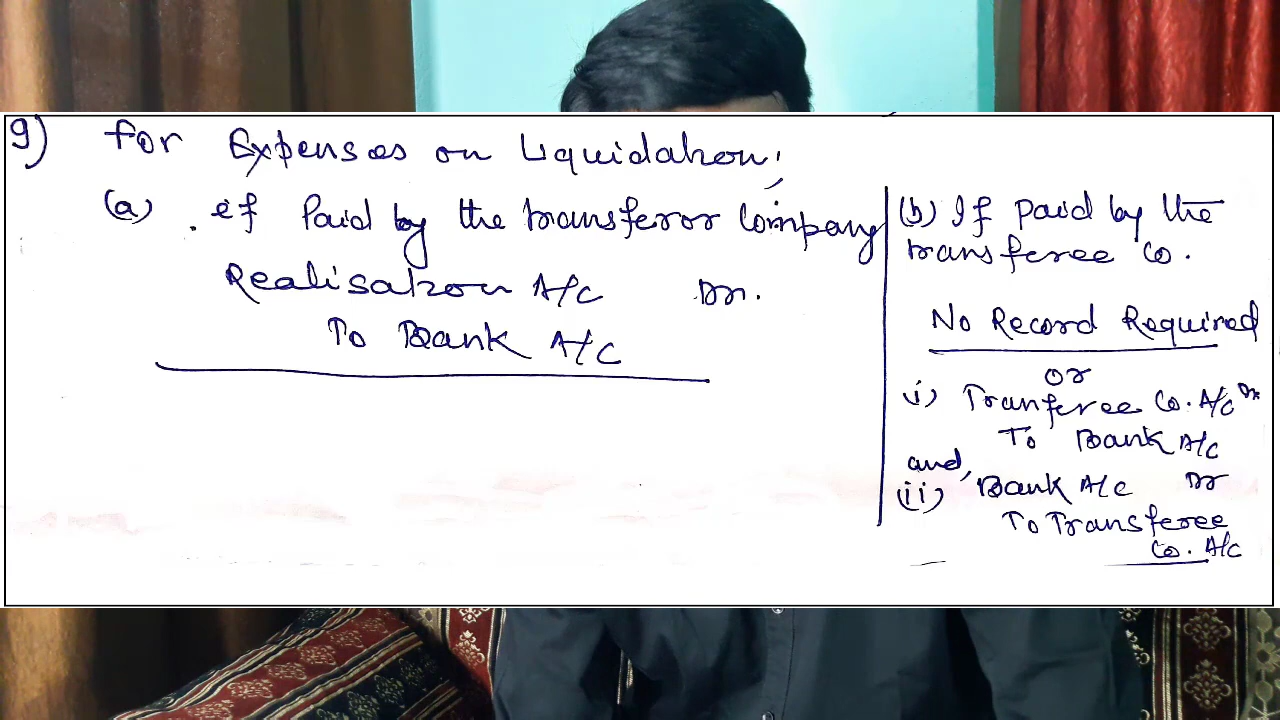 9) For Expenses on Liquidation:
(a) if Paid by the transferor Company
Realisation A/C Dr.
To Bank A/C
(b) If paid by the
transferee Co.
No Record Required
or
(i) Tranferee Co. A/C Dr
To Bank A/C
and,
(ii) Bank A/C Dr
To Transferee
Co. A/C